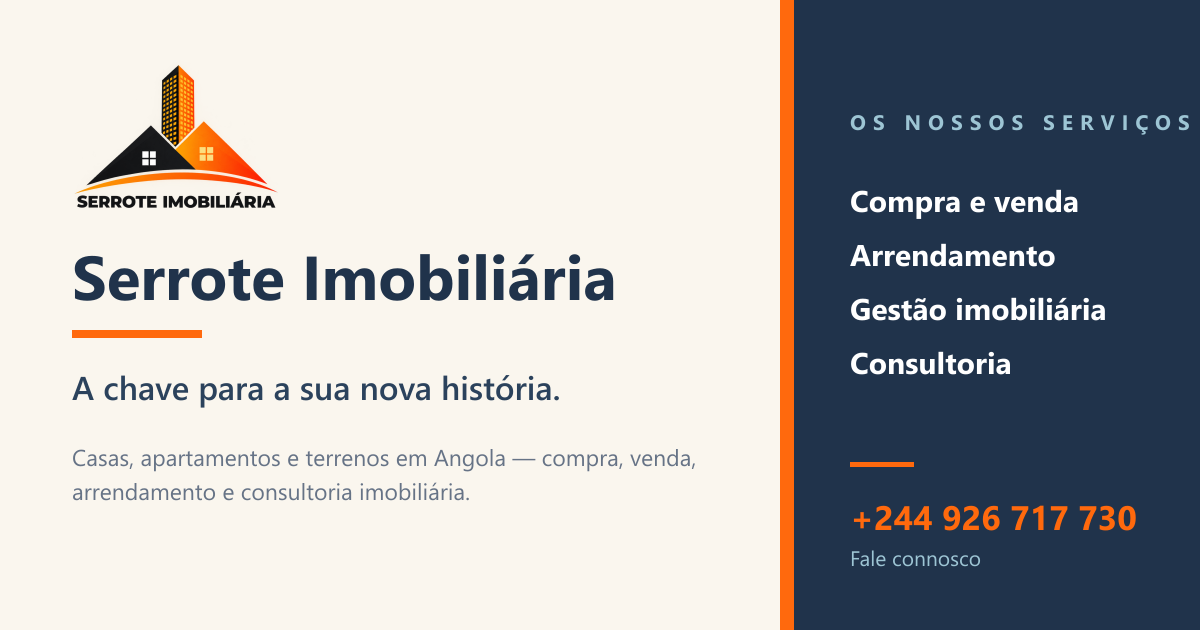 SERROTE IMOBILIÁRIA
Serrote Imobiliária
A chave para a sua nova história.
Casas, apartamentos e terrenos em Angola — compra, venda,
arrendamento e consultoria imobiliária.
OS NOSSOS SERVIÇOS
Compra e venda
Arrendamento
Gestão imobiliária
Consultoria
+244 926 717 730
Fale connosco